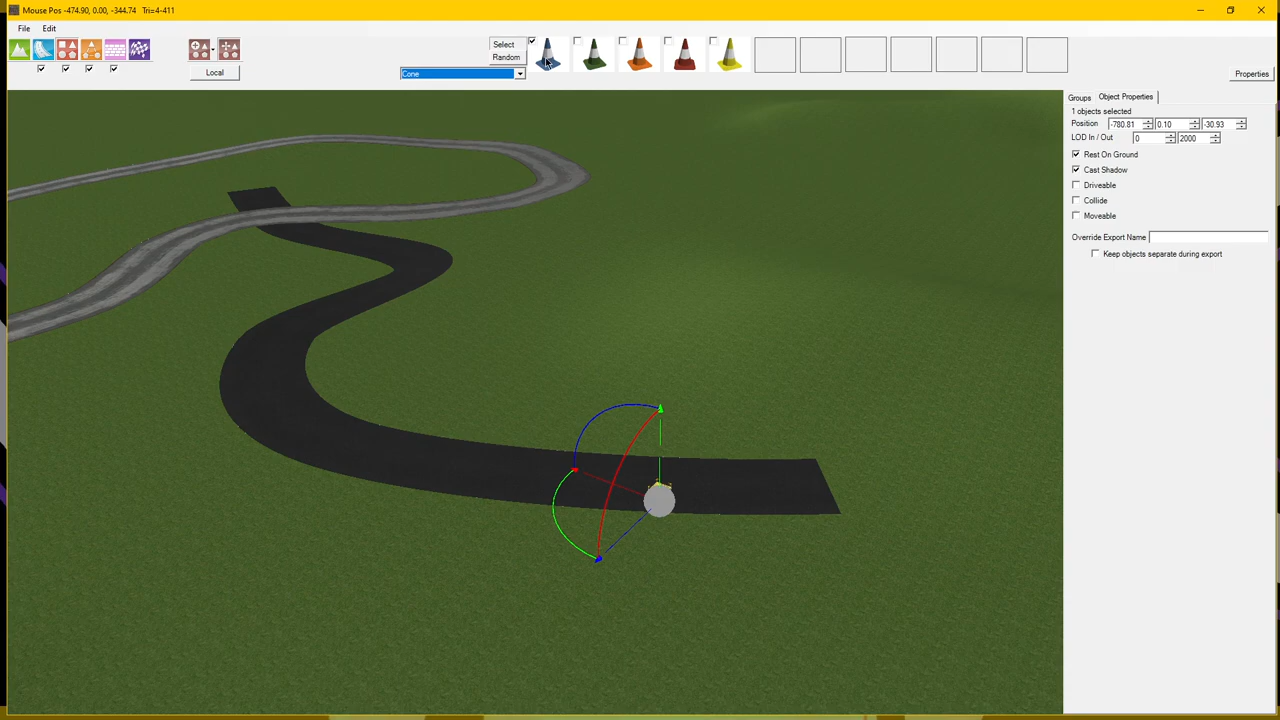 Mouse Pos -474.90, 0.00, -344.74 Tri=4-411
File Edit
Select
Random
Cone
Local
Properties
Groups Object Properties
1 objects selected
Position -780.81 0.10 -30.93
LOD In / Out 0 2000
Rest On Ground
Cast Shadow
Driveable
Collide
Moveable
Override Export Name
Keep objects separate during export